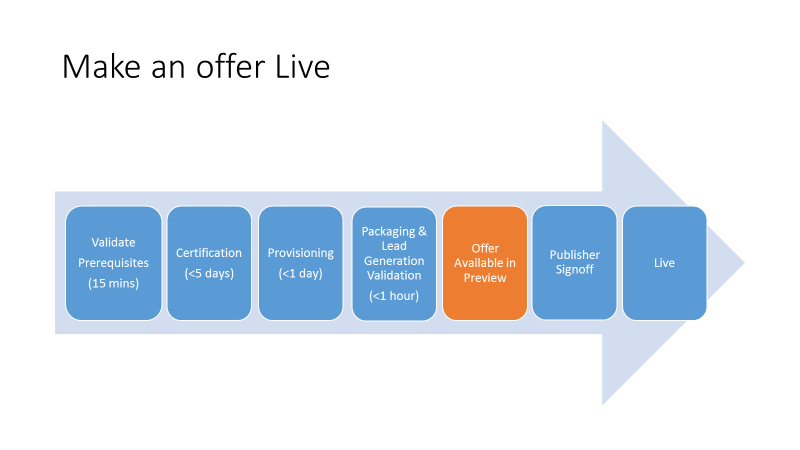 Make an offer Live
Validate
Prerequisites
(15 mins)
Certification
(<5 days)
Provisioning
(<1 day)
Packaging &
Lead
Generation
Validation
(<1 hour)
Offer
Available in
Preview
Publisher
Signoff
Live